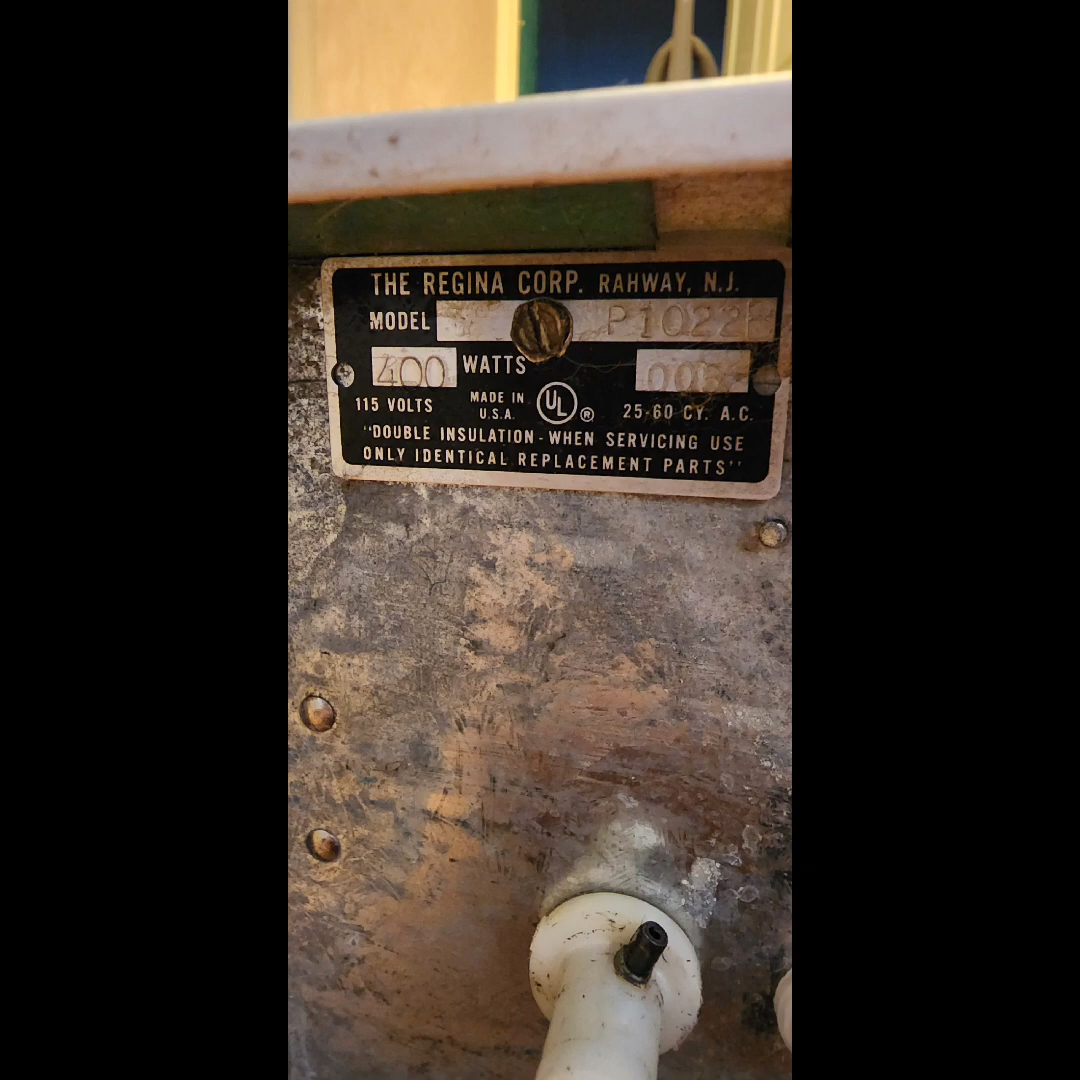 THE REGINA CORP. RAHWAY, N.J.
MODEL
400 WATTS
115 VOLTS MADE IN U.S.A. UL ® 25-60 CY. A.C.
"DOUBLE INSULATION - WHEN SERVICING USE
ONLY IDENTICAL REPLACEMENT PARTS"